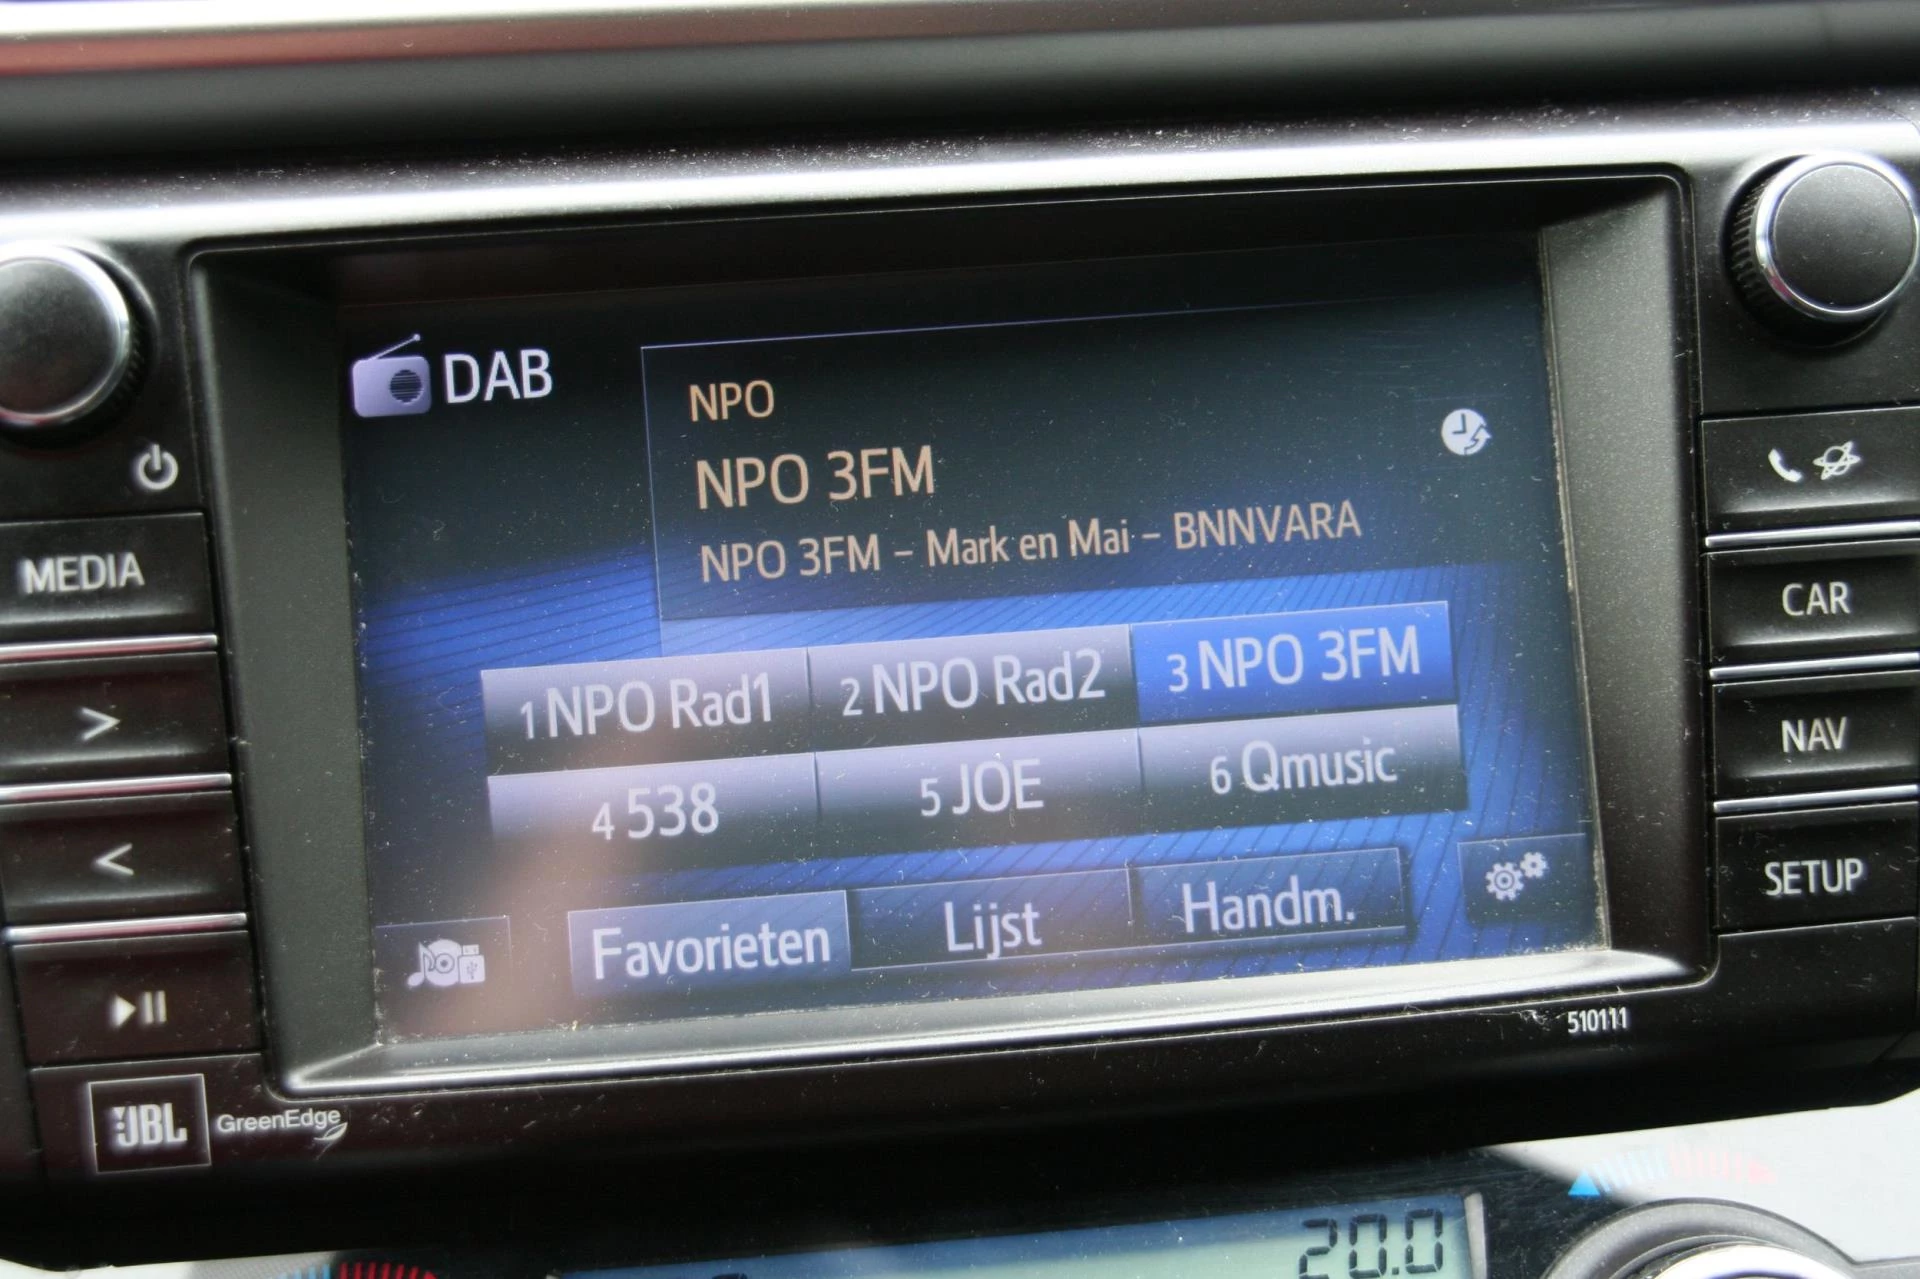 DAB
NPO
NPO 3FM
NPO 3FM - Mark en Mai - BNNVARA
1 NPO Rad1
2 NPO Rad2
3 NPO 3FM
4 538
5 JOE
6 Qmusic
Favorieten
Lijst
Handm.
MEDIA
>
<
CAR
NAV
SETUP
510111
JBL
GreenEdge
20.0